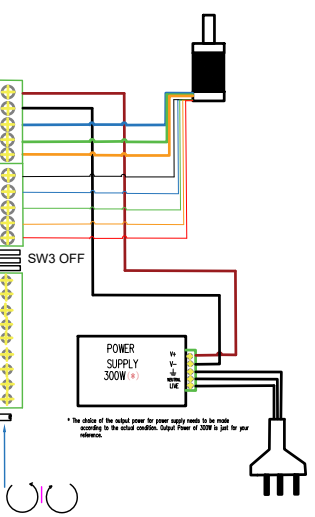 SW3 OFF
POWER
SUPPLY
300W(*)
V+
V-
NEUTRAL
LIVE
* The choice of the output power for power supply needs to be made
according to the actual condition. Output Power of 300W is just for your
reference.